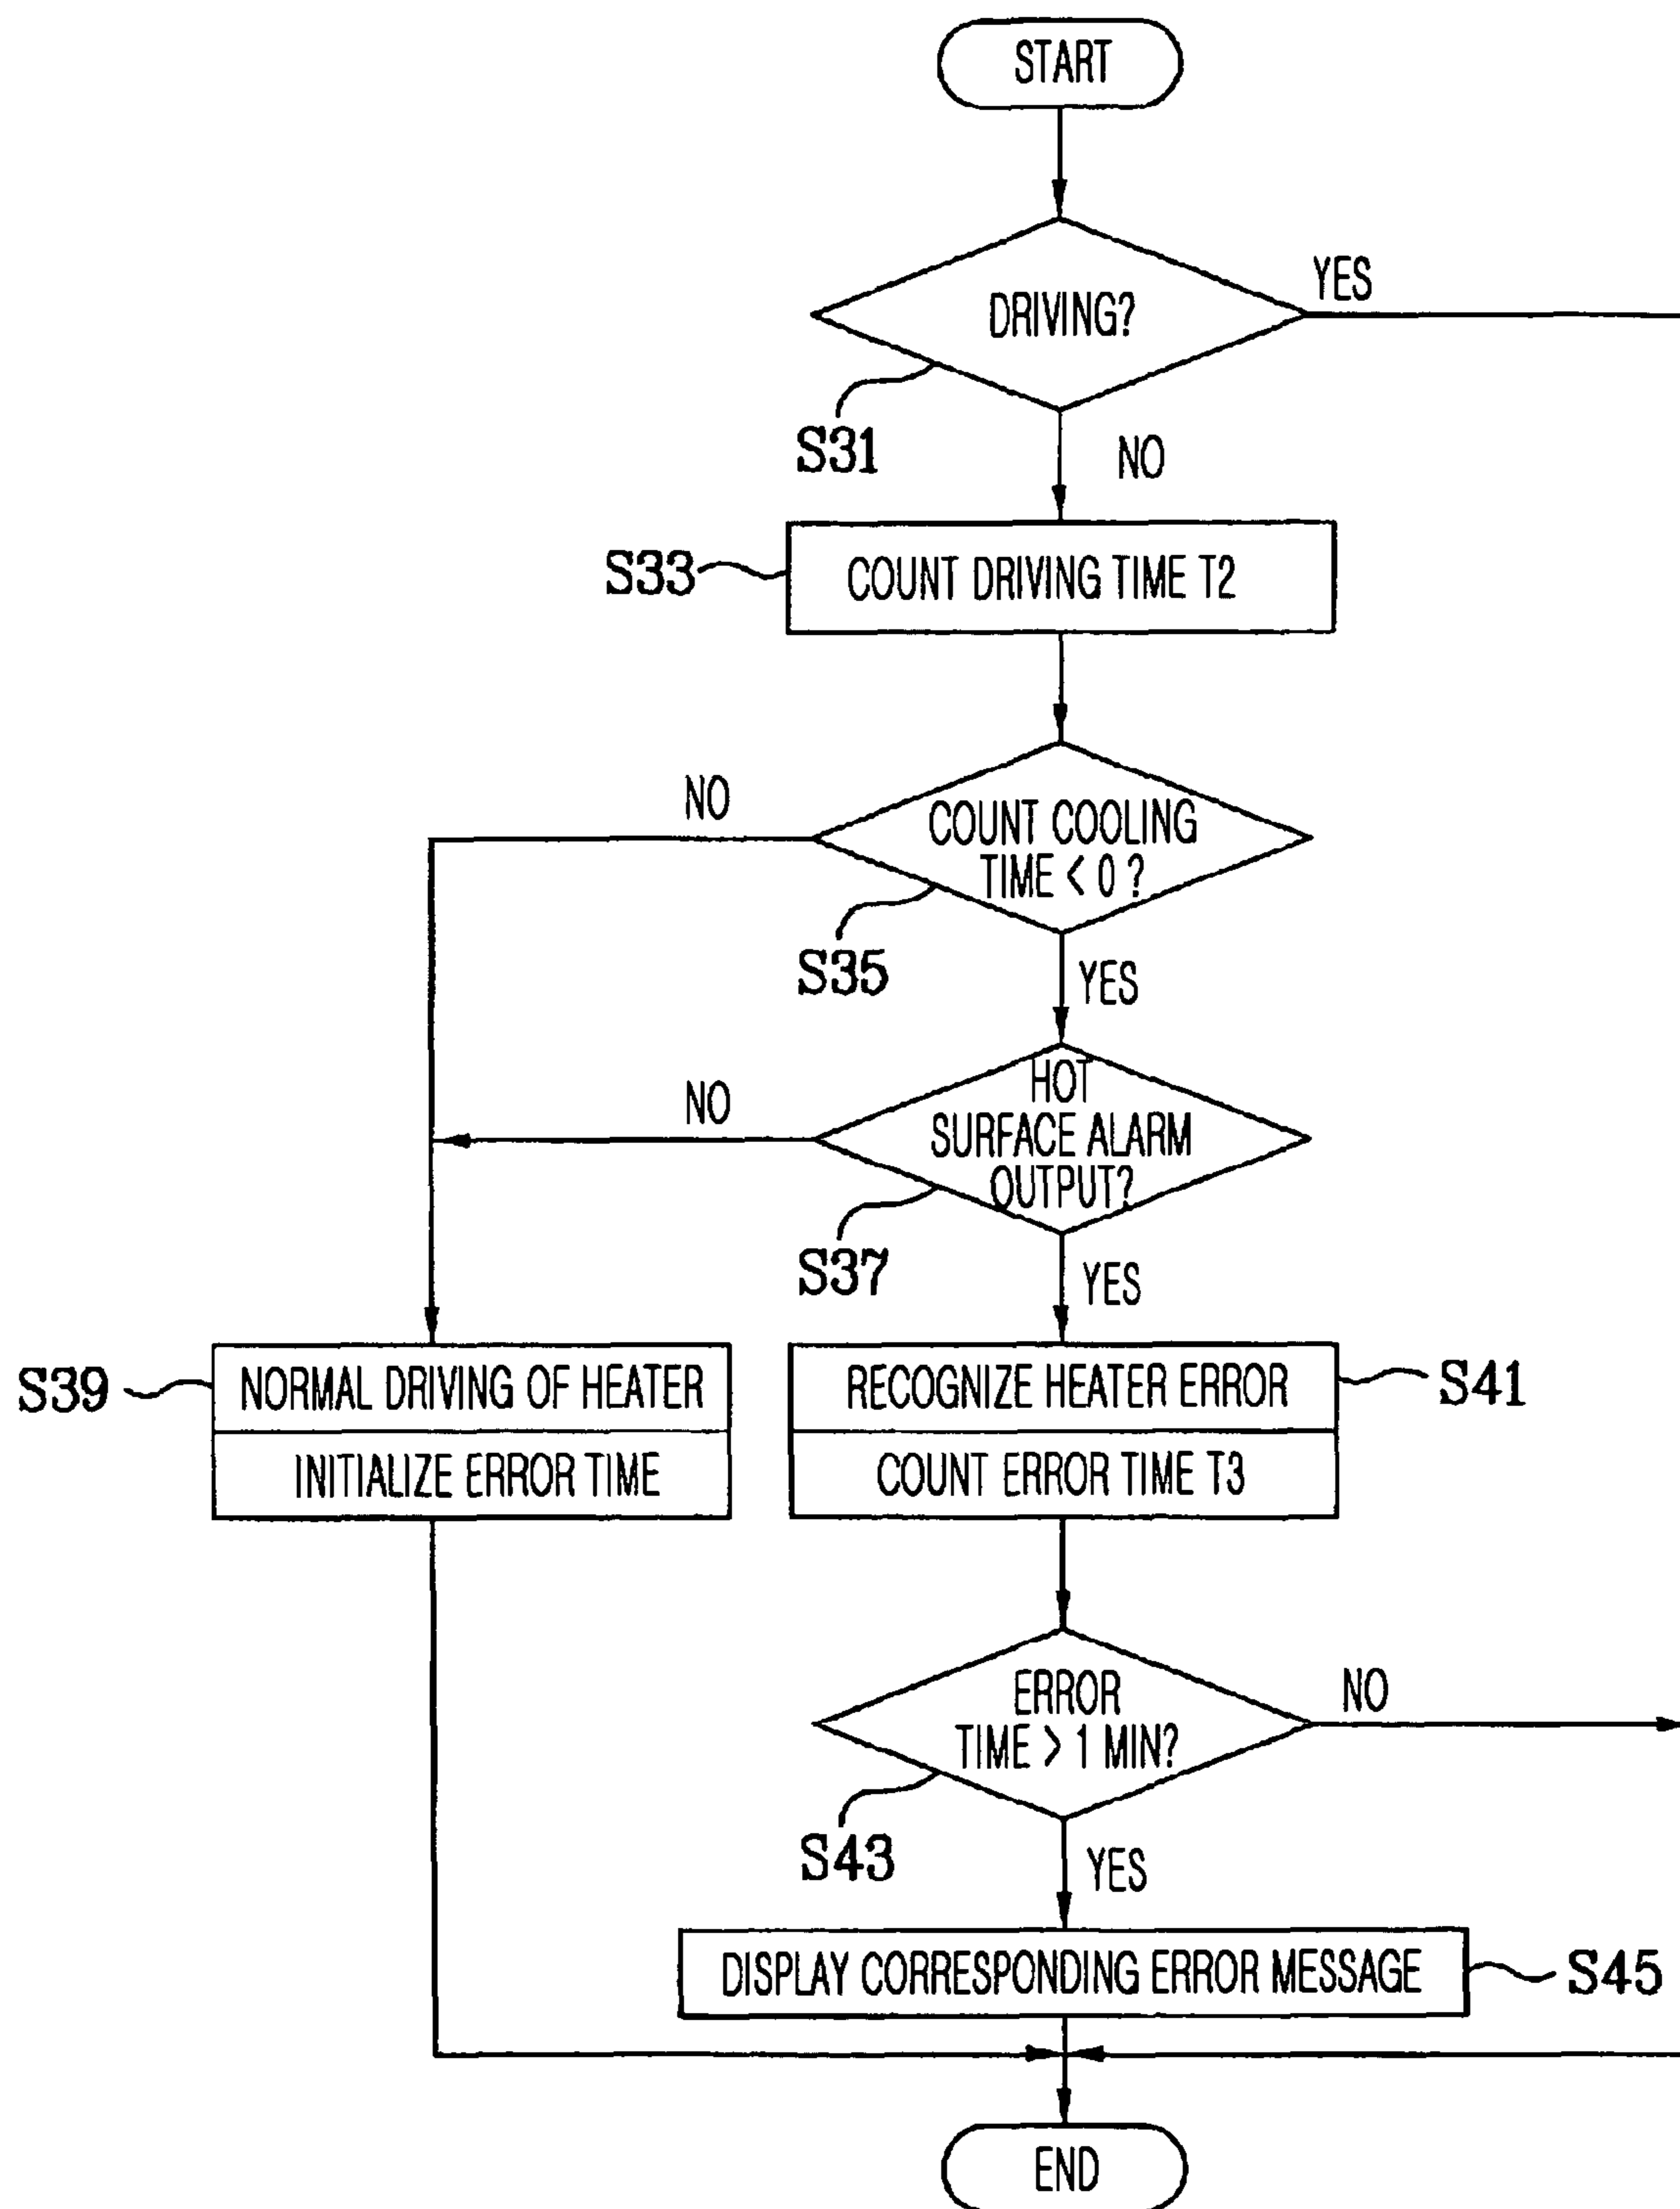 START
DRIVING?
YES
S31
NO
S33
COUNT DRIVING TIME T2
NO
COUNT COOLING
TIME < 0 ?
S35
YES
NO
HOT
SURFACE ALARM
OUTPUT?
S37
YES
S39
NORMAL DRIVING OF HEATER
INITIALIZE ERROR TIME
RECOGNIZE HEATER ERROR
COUNT ERROR TIME T3
S41
ERROR
TIME > 1 MIN?
NO
S43
YES
DISPLAY CORRESPONDING ERROR MESSAGE
S45
END